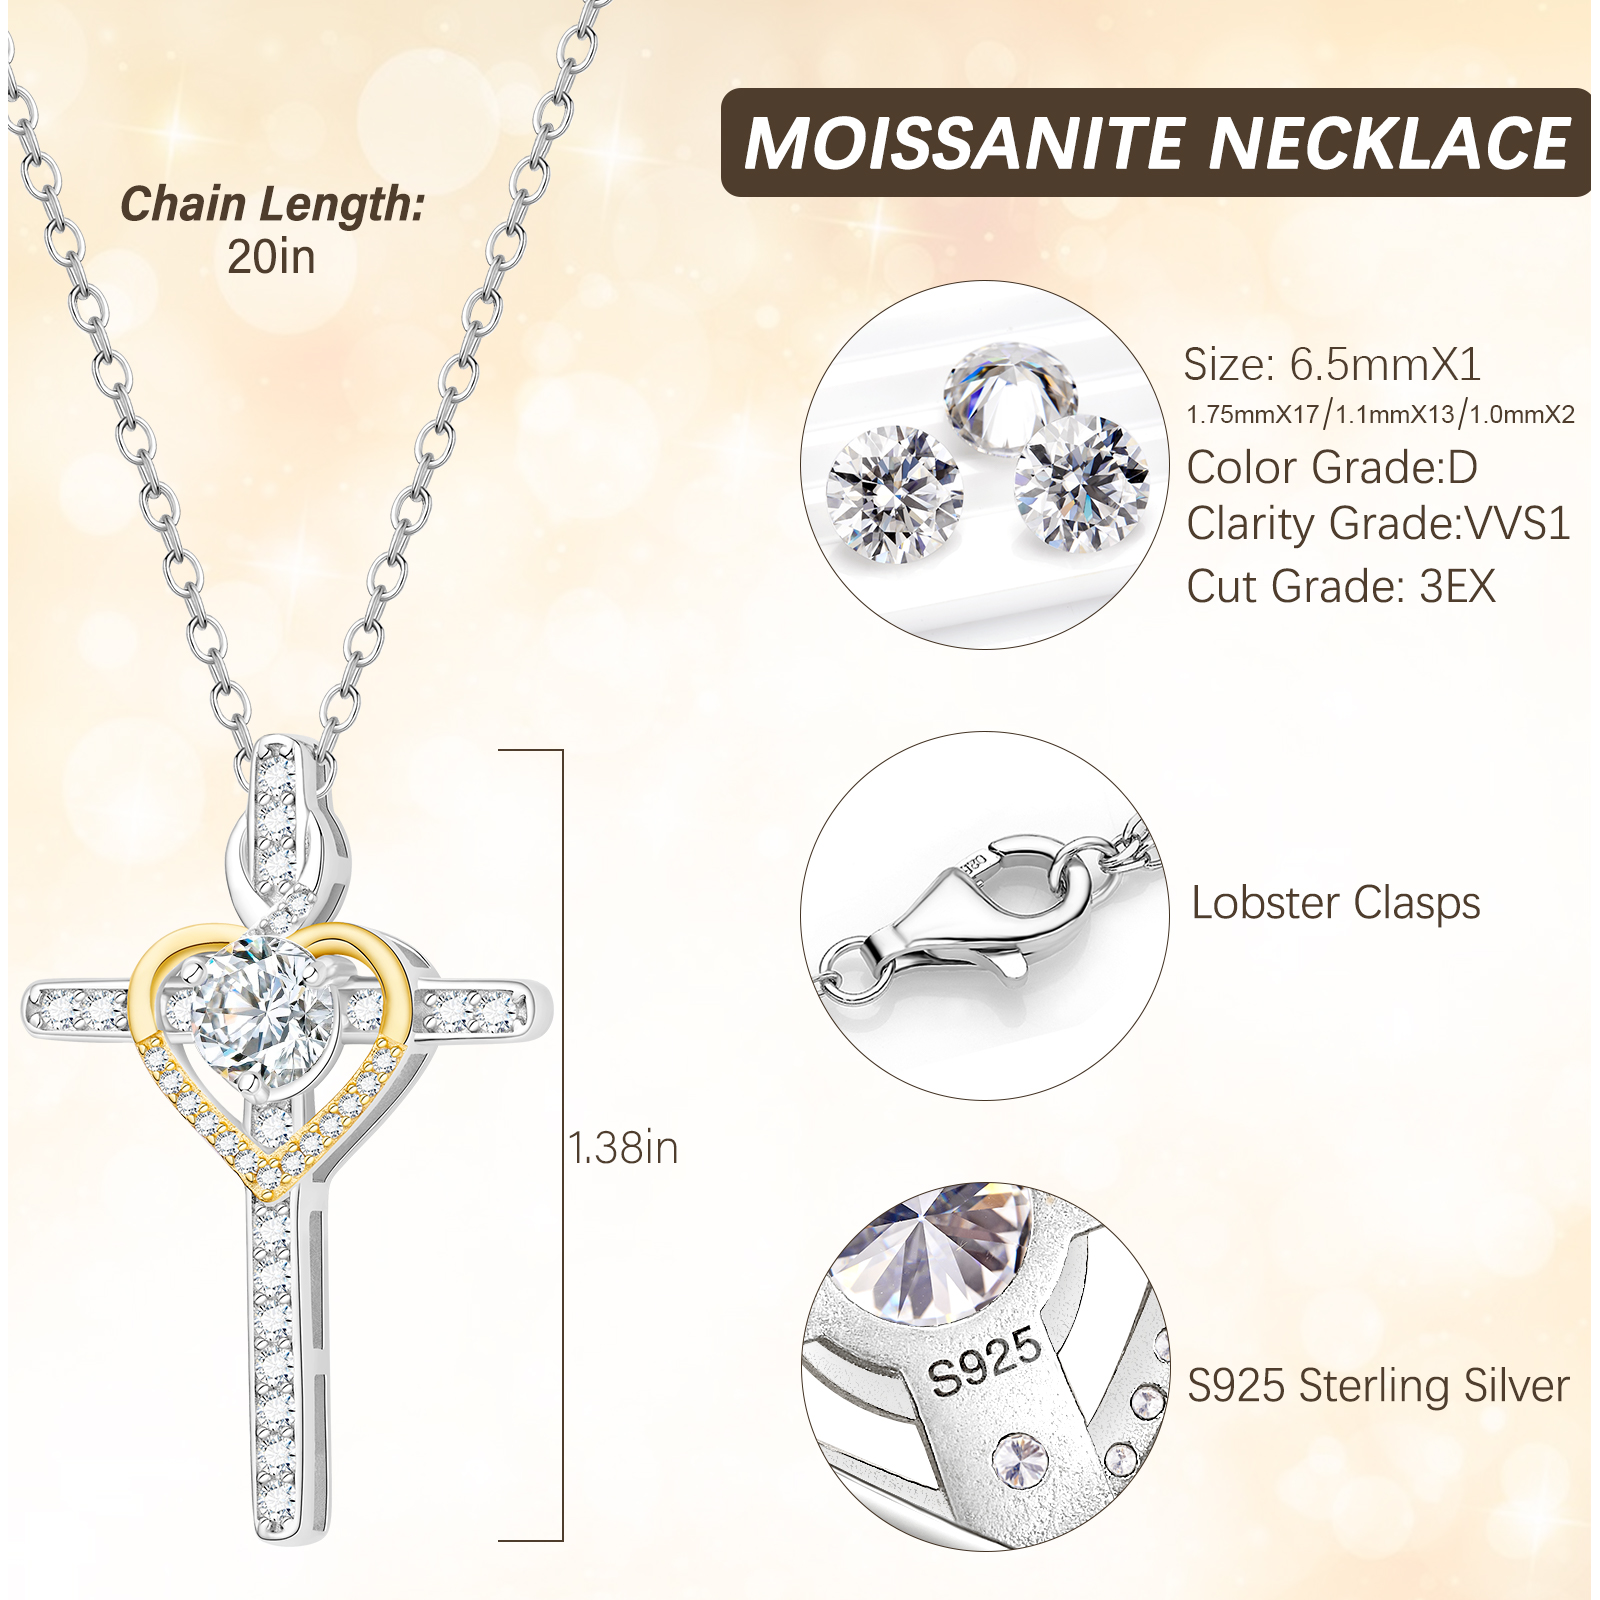 MOISSANITE NECKLACE
Chain Length:
20in
Size: 6.5mmX1
1.75mmX17/1.1mmX13/1.0mmX2
Color Grade:D
Clarity Grade:VVS1
Cut Grade: 3EX
Lobster Clasps
1.38in
S925
S925 Sterling Silver